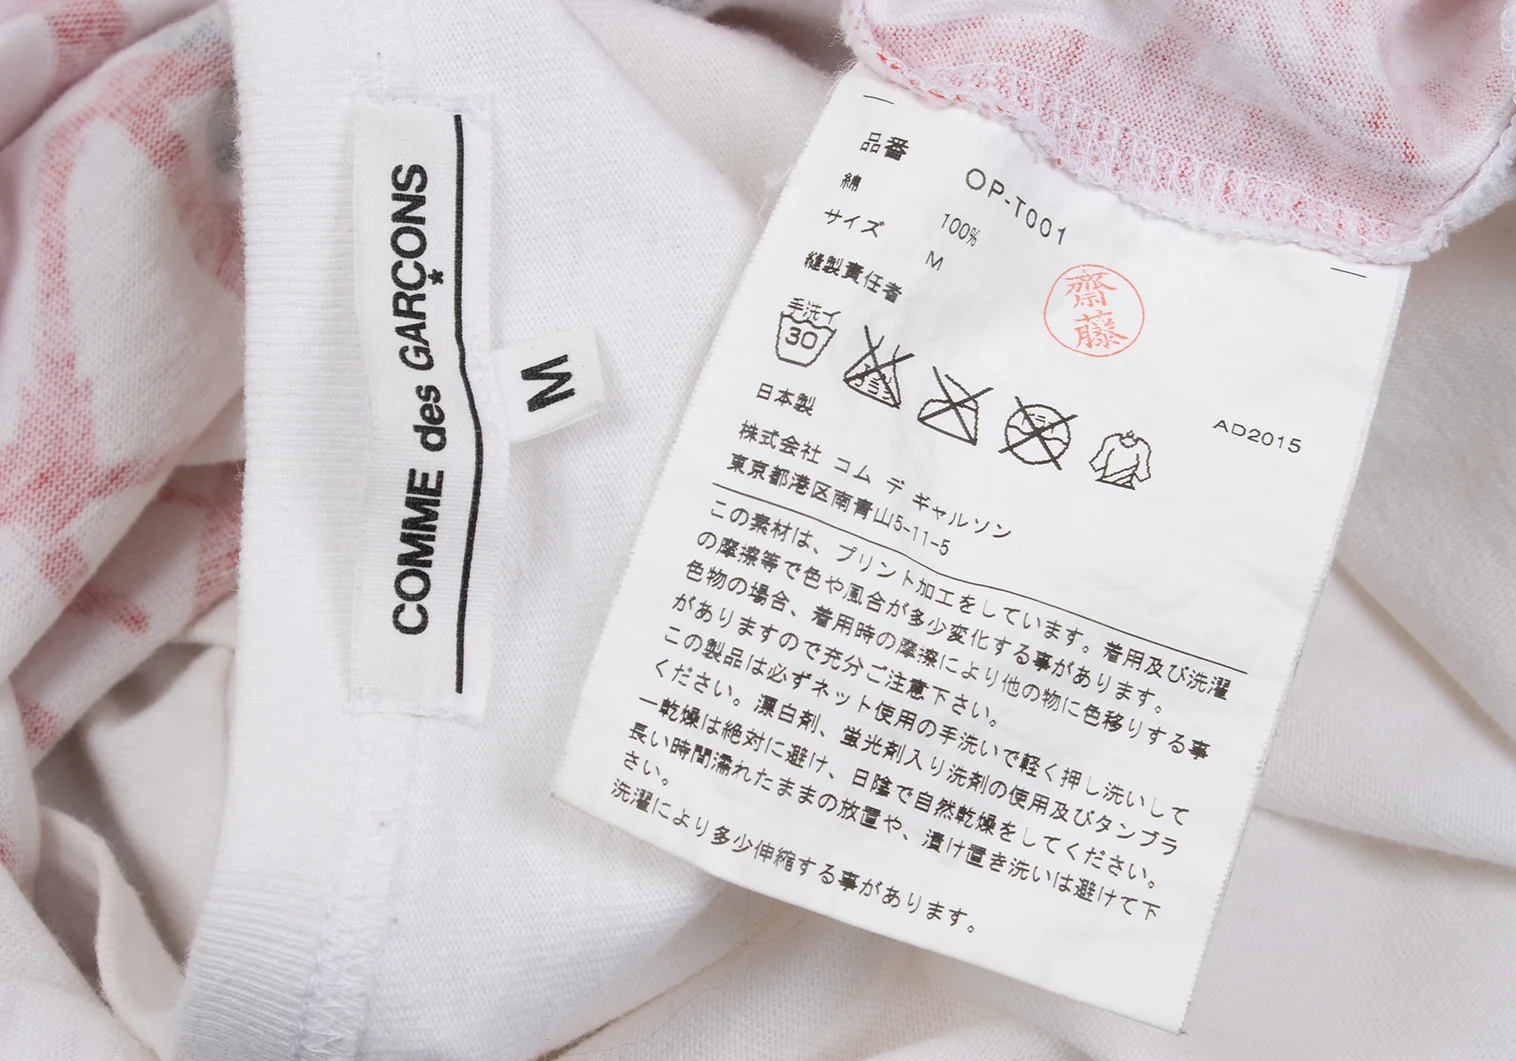 COMME des GARÇONS
M
品番 OP-T001
綿 100%
サイズ M
縫製責任者
齋藤
手洗イ
30
エンソサラシ
ドライ
日本製
AD2015
株式会社 コム デ ギャルソン
東京都港区南青山5-11-5
この素材は、プリント加工をしています。着用及び洗濯
の摩擦等で色や風合が多少変化する事があります。
色物の場合、着用時の摩擦により他の物に色移りする事
がありますので充分ご注意下さい。
この製品は必ずネット使用の手洗いで軽く押し洗いして
ください。漂白剤、蛍光剤入り洗剤の使用及びタンブラ
ー乾燥は絶対に避け、日陰で自然乾燥をしてください。
長い時間濡れたままの放置や、漬け置き洗いは避けて下
さい。
洗濯により多少伸縮する事があります。